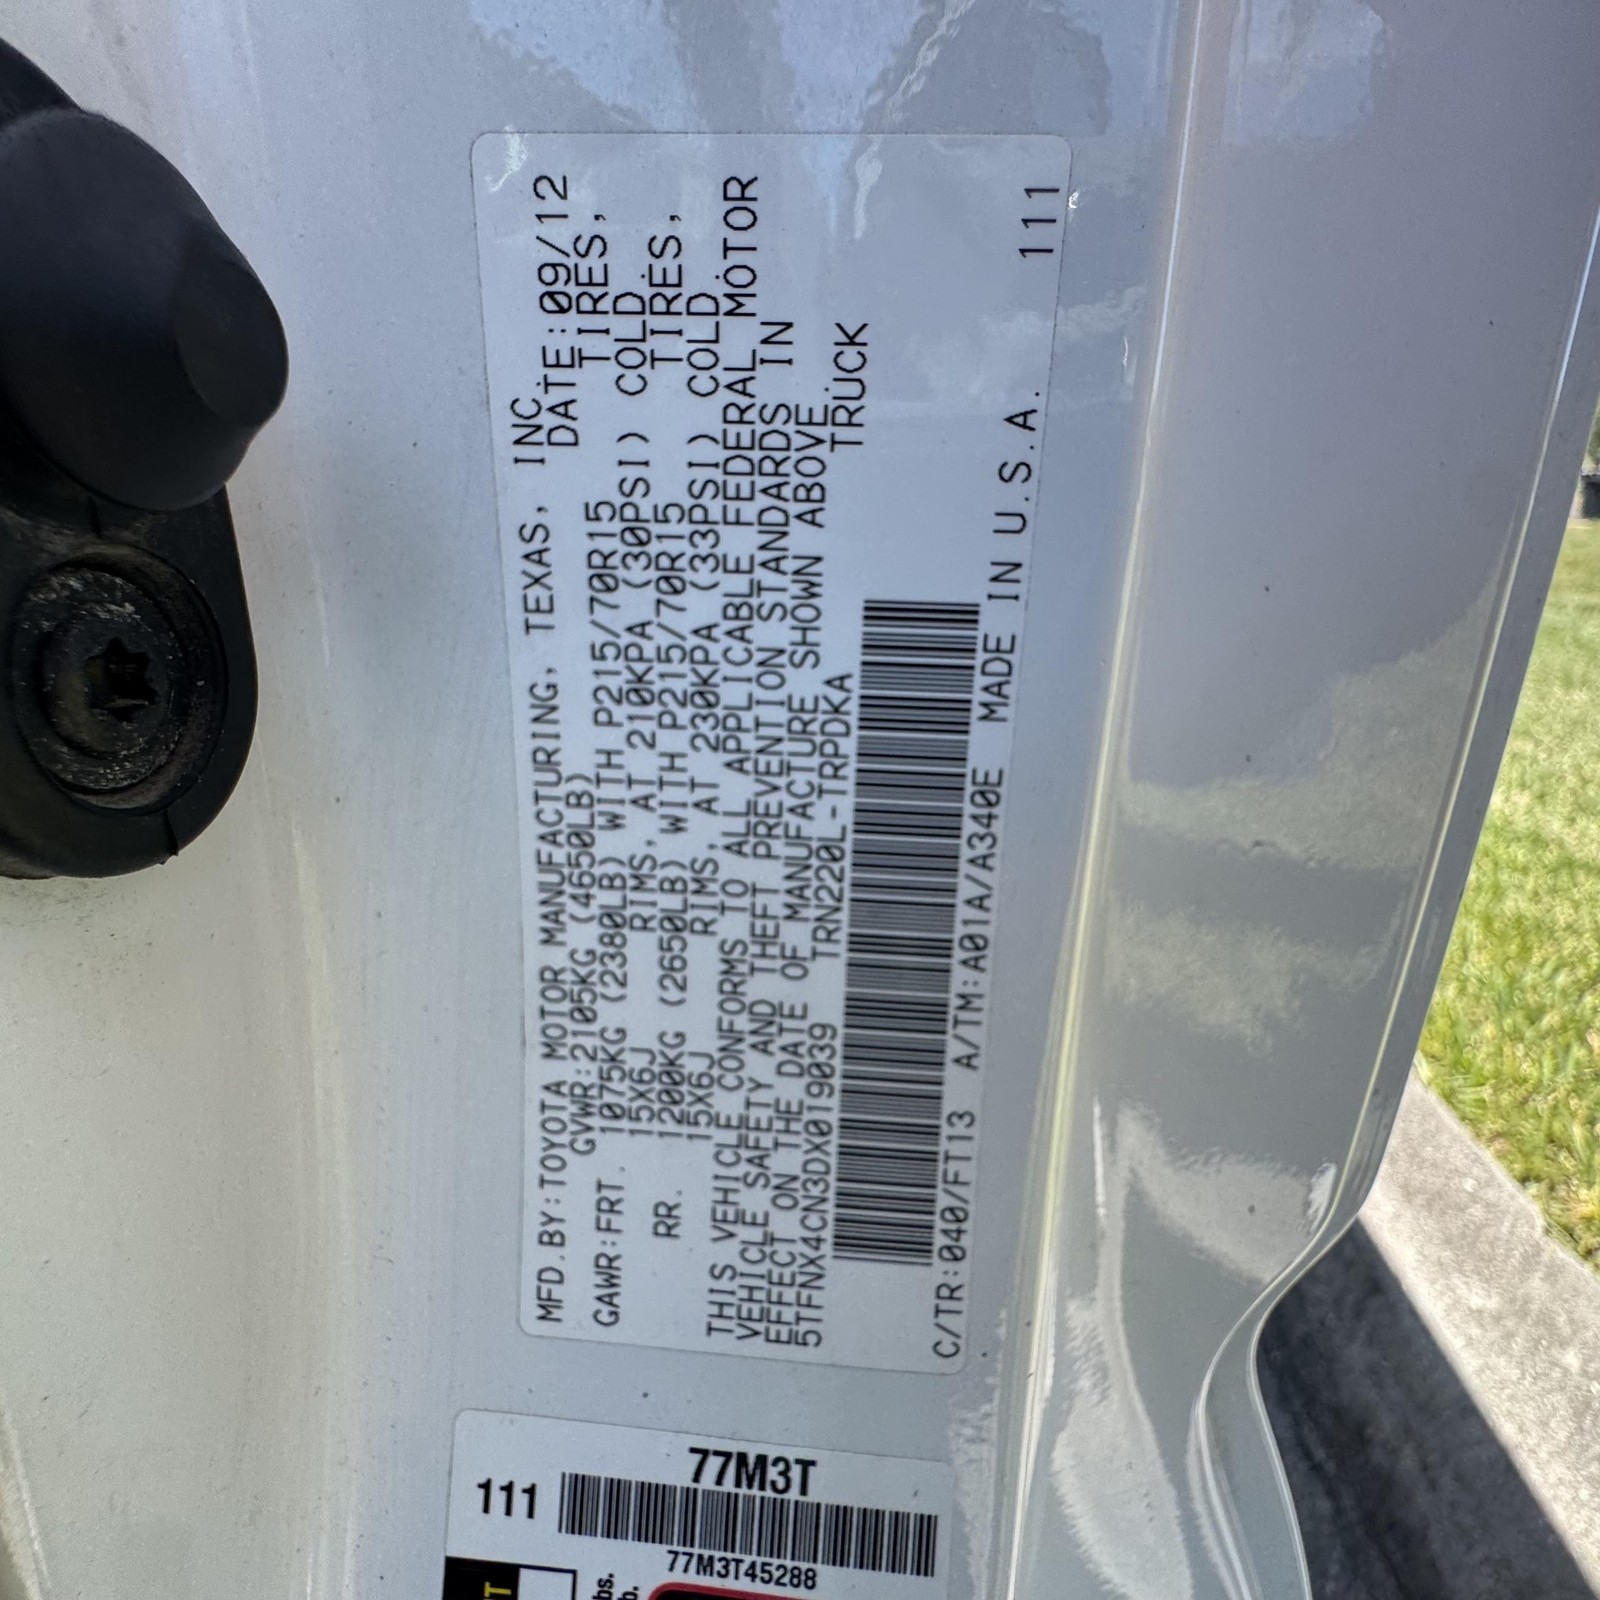 MFD.BY:TOYOTA MOTOR MANUFACTURING, TEXAS, INC.
GVWR:2105KG (4650LB) DATE:09/12
GAWR:FRT. 1075KG (2380LB) WITH P215/70R15 TIRES,
15X6J RIMS, AT 210KPA (30PSI) COLD
RR. 1200KG (2650LB) WITH P215/70R15 TIRES,
15X6J RIMS, AT 230KPA (33PSI) COLD
THIS VEHICLE CONFORMS TO ALL APPLICABLE FEDERAL MOTOR
VEHICLE SAFETY AND THEFT PREVENTION STANDARDS IN
EFFECT ON THE DATE OF MANUFACTURE SHOWN ABOVE.
5TFNX4CN3DX019039 TRN220L-TRPDKA TRUCK
C/TR:040/FT13 A/TM:A01A/A340E MADE IN U.S.A. 111
77M3T
111
77M3T45288